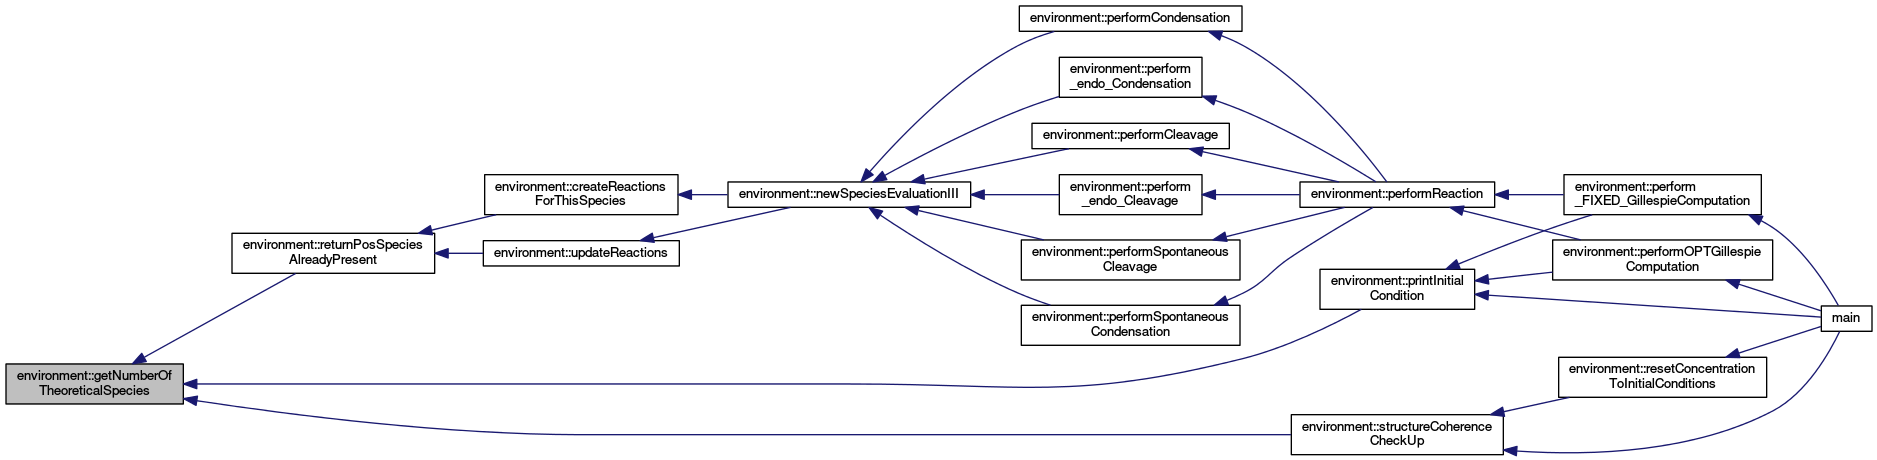 environment::performCondensation
environment::perform
_endo_Condensation
environment::performCleavage
environment::createReactions
ForThisSpecies
environment::newSpeciesEvaluationIII
environment::perform
_endo_Cleavage
environment::performReaction
environment::perform
_FIXED_GillespieComputation
environment::returnPosSpecies
AlreadyPresent
environment::updateReactions
environment::performSpontaneous
Cleavage
environment::performOPTGillespie
Computation
environment::printInitial
Condition
environment::performSpontaneous
Condensation
main
environment::getNumberOf
TheoreticalSpecies
environment::resetConcentration
ToInitialConditions
environment::structureCoherence
CheckUp